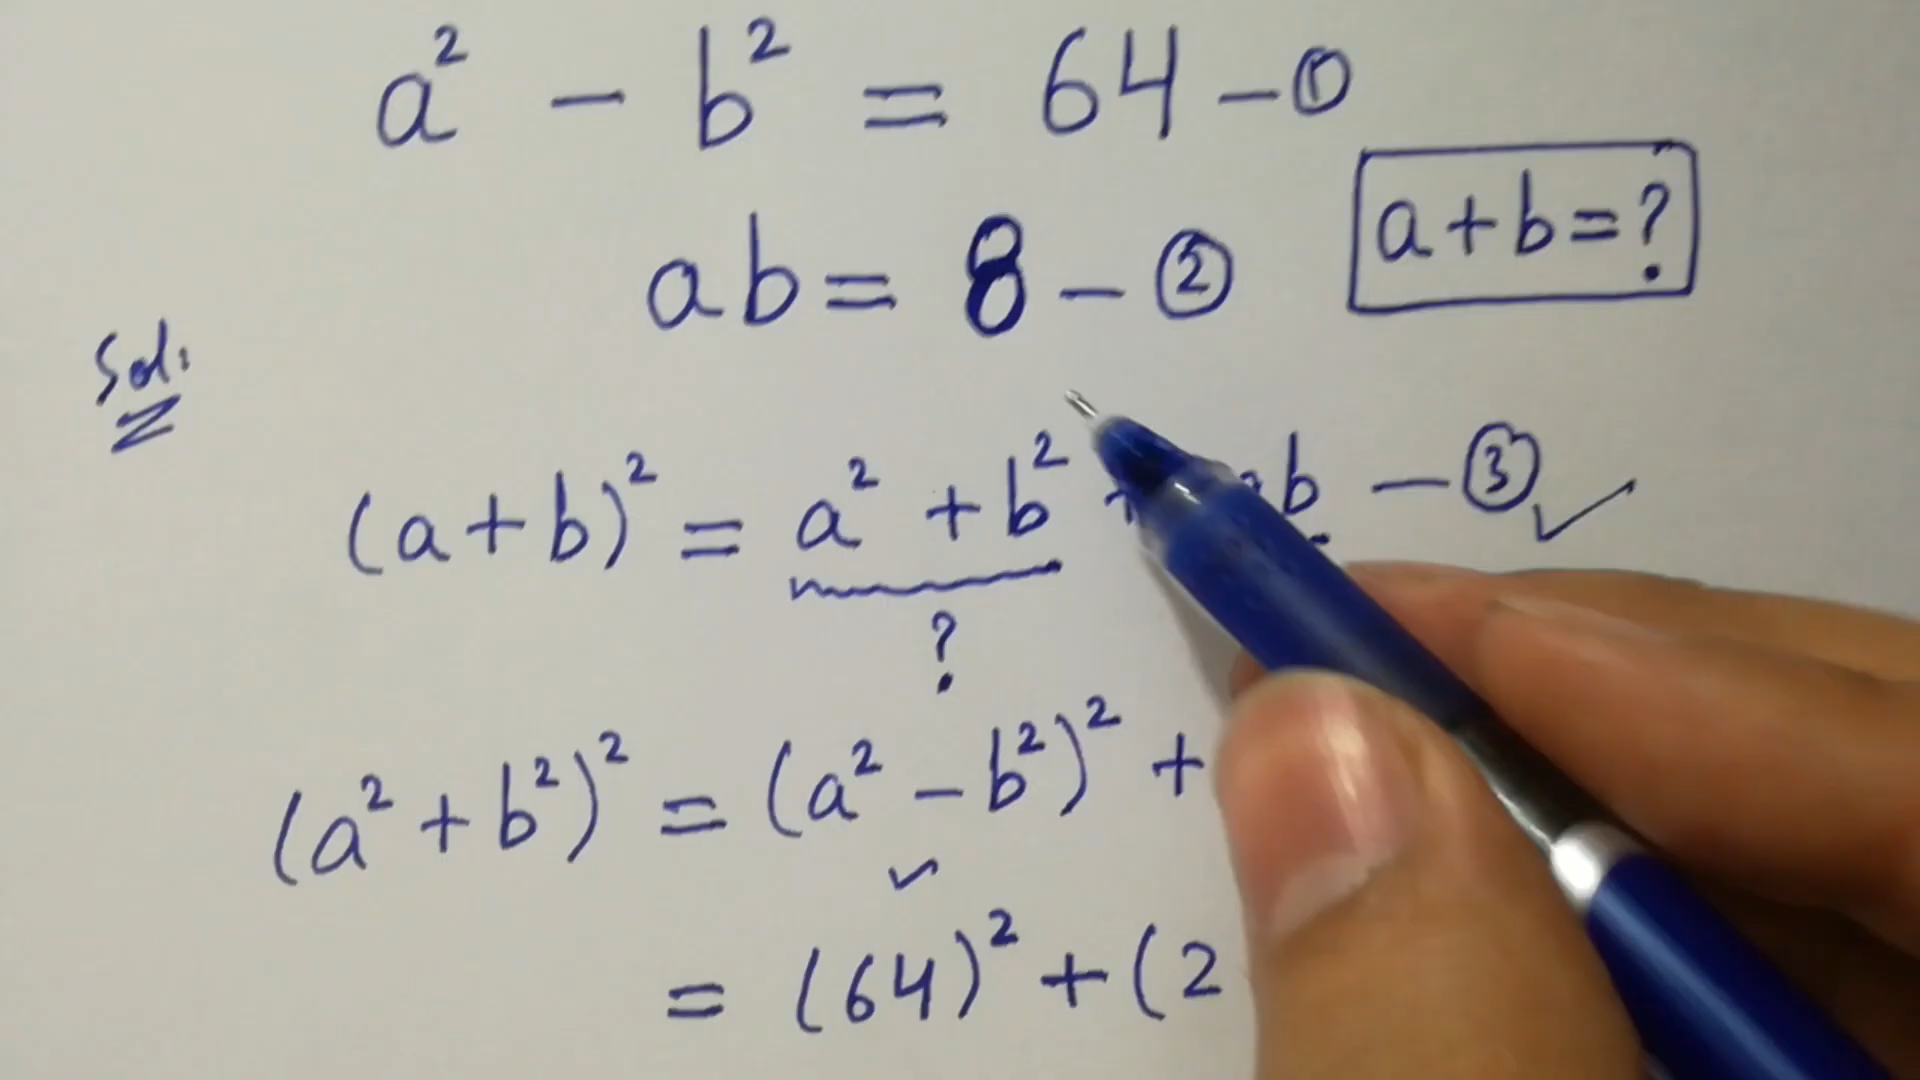 a² - b² = 64 - ①
ab = 8 - ②
a + b = ?
Sol:
(a + b)² = a² + b² + b - ③ ✓
?
(a² + b²)² = (a² - b²)² +
✓
= (64)² + (2